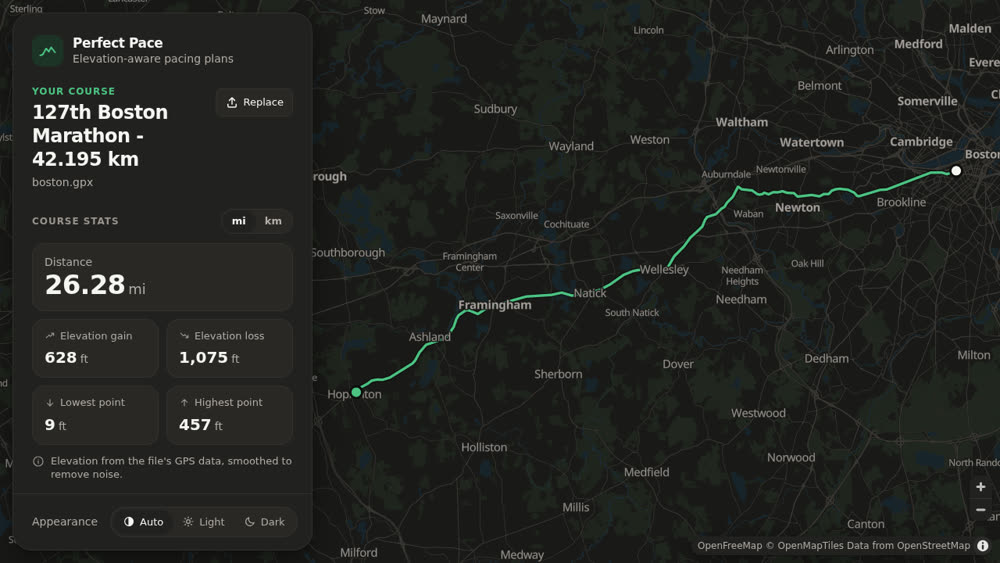 Perfect Pace
Elevation-aware pacing plans
YOUR COURSE
127th Boston
Marathon -
42.195 km
boston.gpx
Replace
COURSE STATS
mi km
Distance
26.28 mi
Elevation gain
628 ft
Elevation loss
1,075 ft
Lowest point
9 ft
Highest point
457 ft
Elevation from the file's GPS data, smoothed to
remove noise.
Appearance
Auto Light Dark
Sterling
Stow
Maynard
Lincoln
Arlington
Medford
Malden
Belmont
Somerville
Sudbury
Waltham
Weston
Wayland
Watertown
Cambridge
Boston
Auburndale
Newtonville
Brookline
Newton
Waban
Saxonville
Cochituate
Southborough
Framingham
Center
Wellesley
Needham
Heights
Oak Hill
Natick
Needham
Framingham
South Natick
Ashland
Dover
Dedham
Milton
Sherborn
Westwood
Holliston
Norwood
Medfield
Millis
Canton
Milford
Medway
OpenFreeMap © OpenMapTiles Data from OpenStreetMap